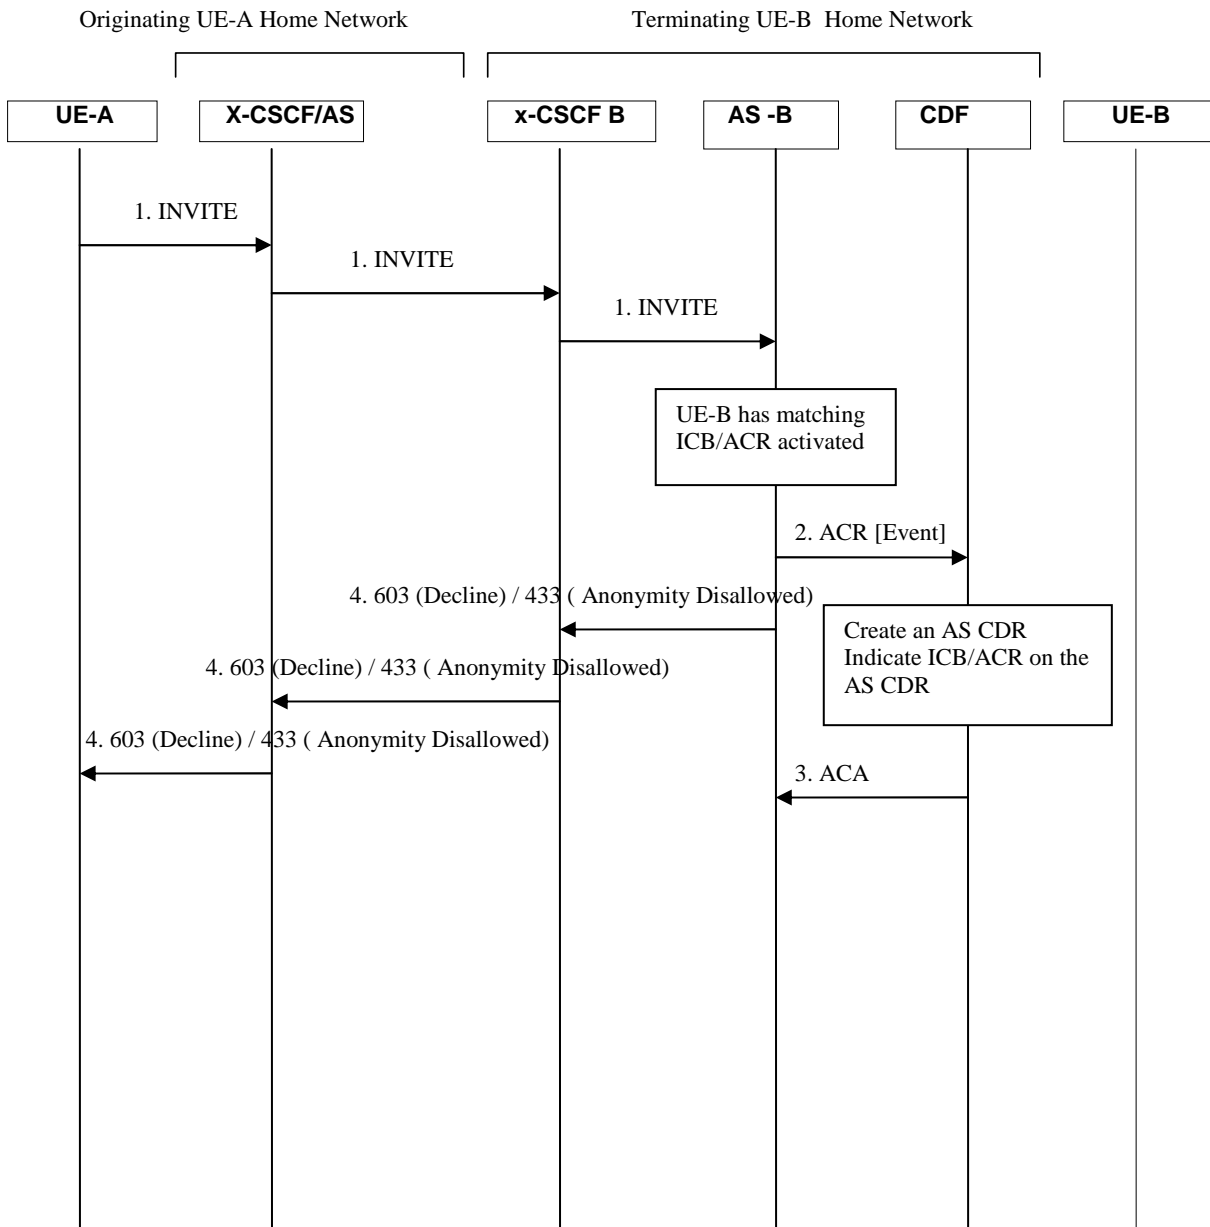 Originating UE-A Home Network
Terminating UE-B  Home Network
UE-A
X-CSCF/AS
x-CSCF B
AS -B
CDF
UE-B
1. INVITE
1. INVITE
1. INVITE
UE-B has matching
ICB/ACR activated
2. ACR [Event]
4. 603 (Decline) / 433 ( Anonymity Disallowed)
Create an AS CDR
Indicate ICB/ACR on the
AS CDR
4. 603 (Decline) / 433 ( Anonymity Disallowed)
4. 603 (Decline) / 433 ( Anonymity Disallowed)
3. ACA